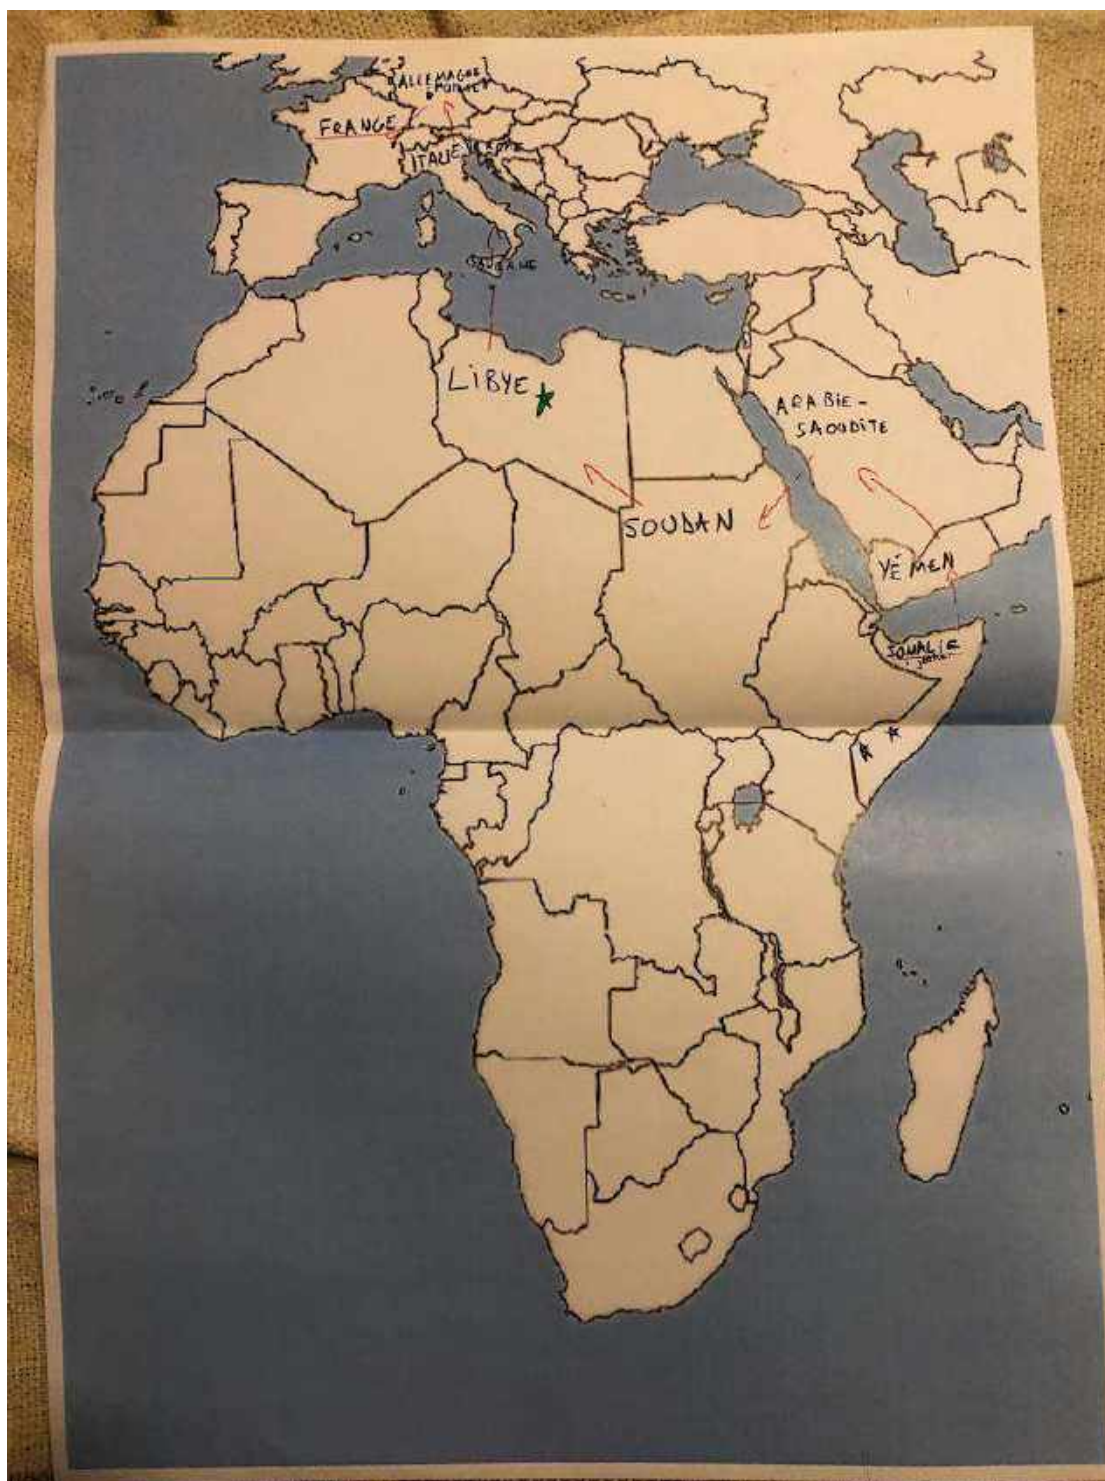 ALLEMAGNE
FRANCE
ITALIE
LIBYE
ARABIE-
SAOUDITE
SOUDAN
YÉMEN
SOMALIE